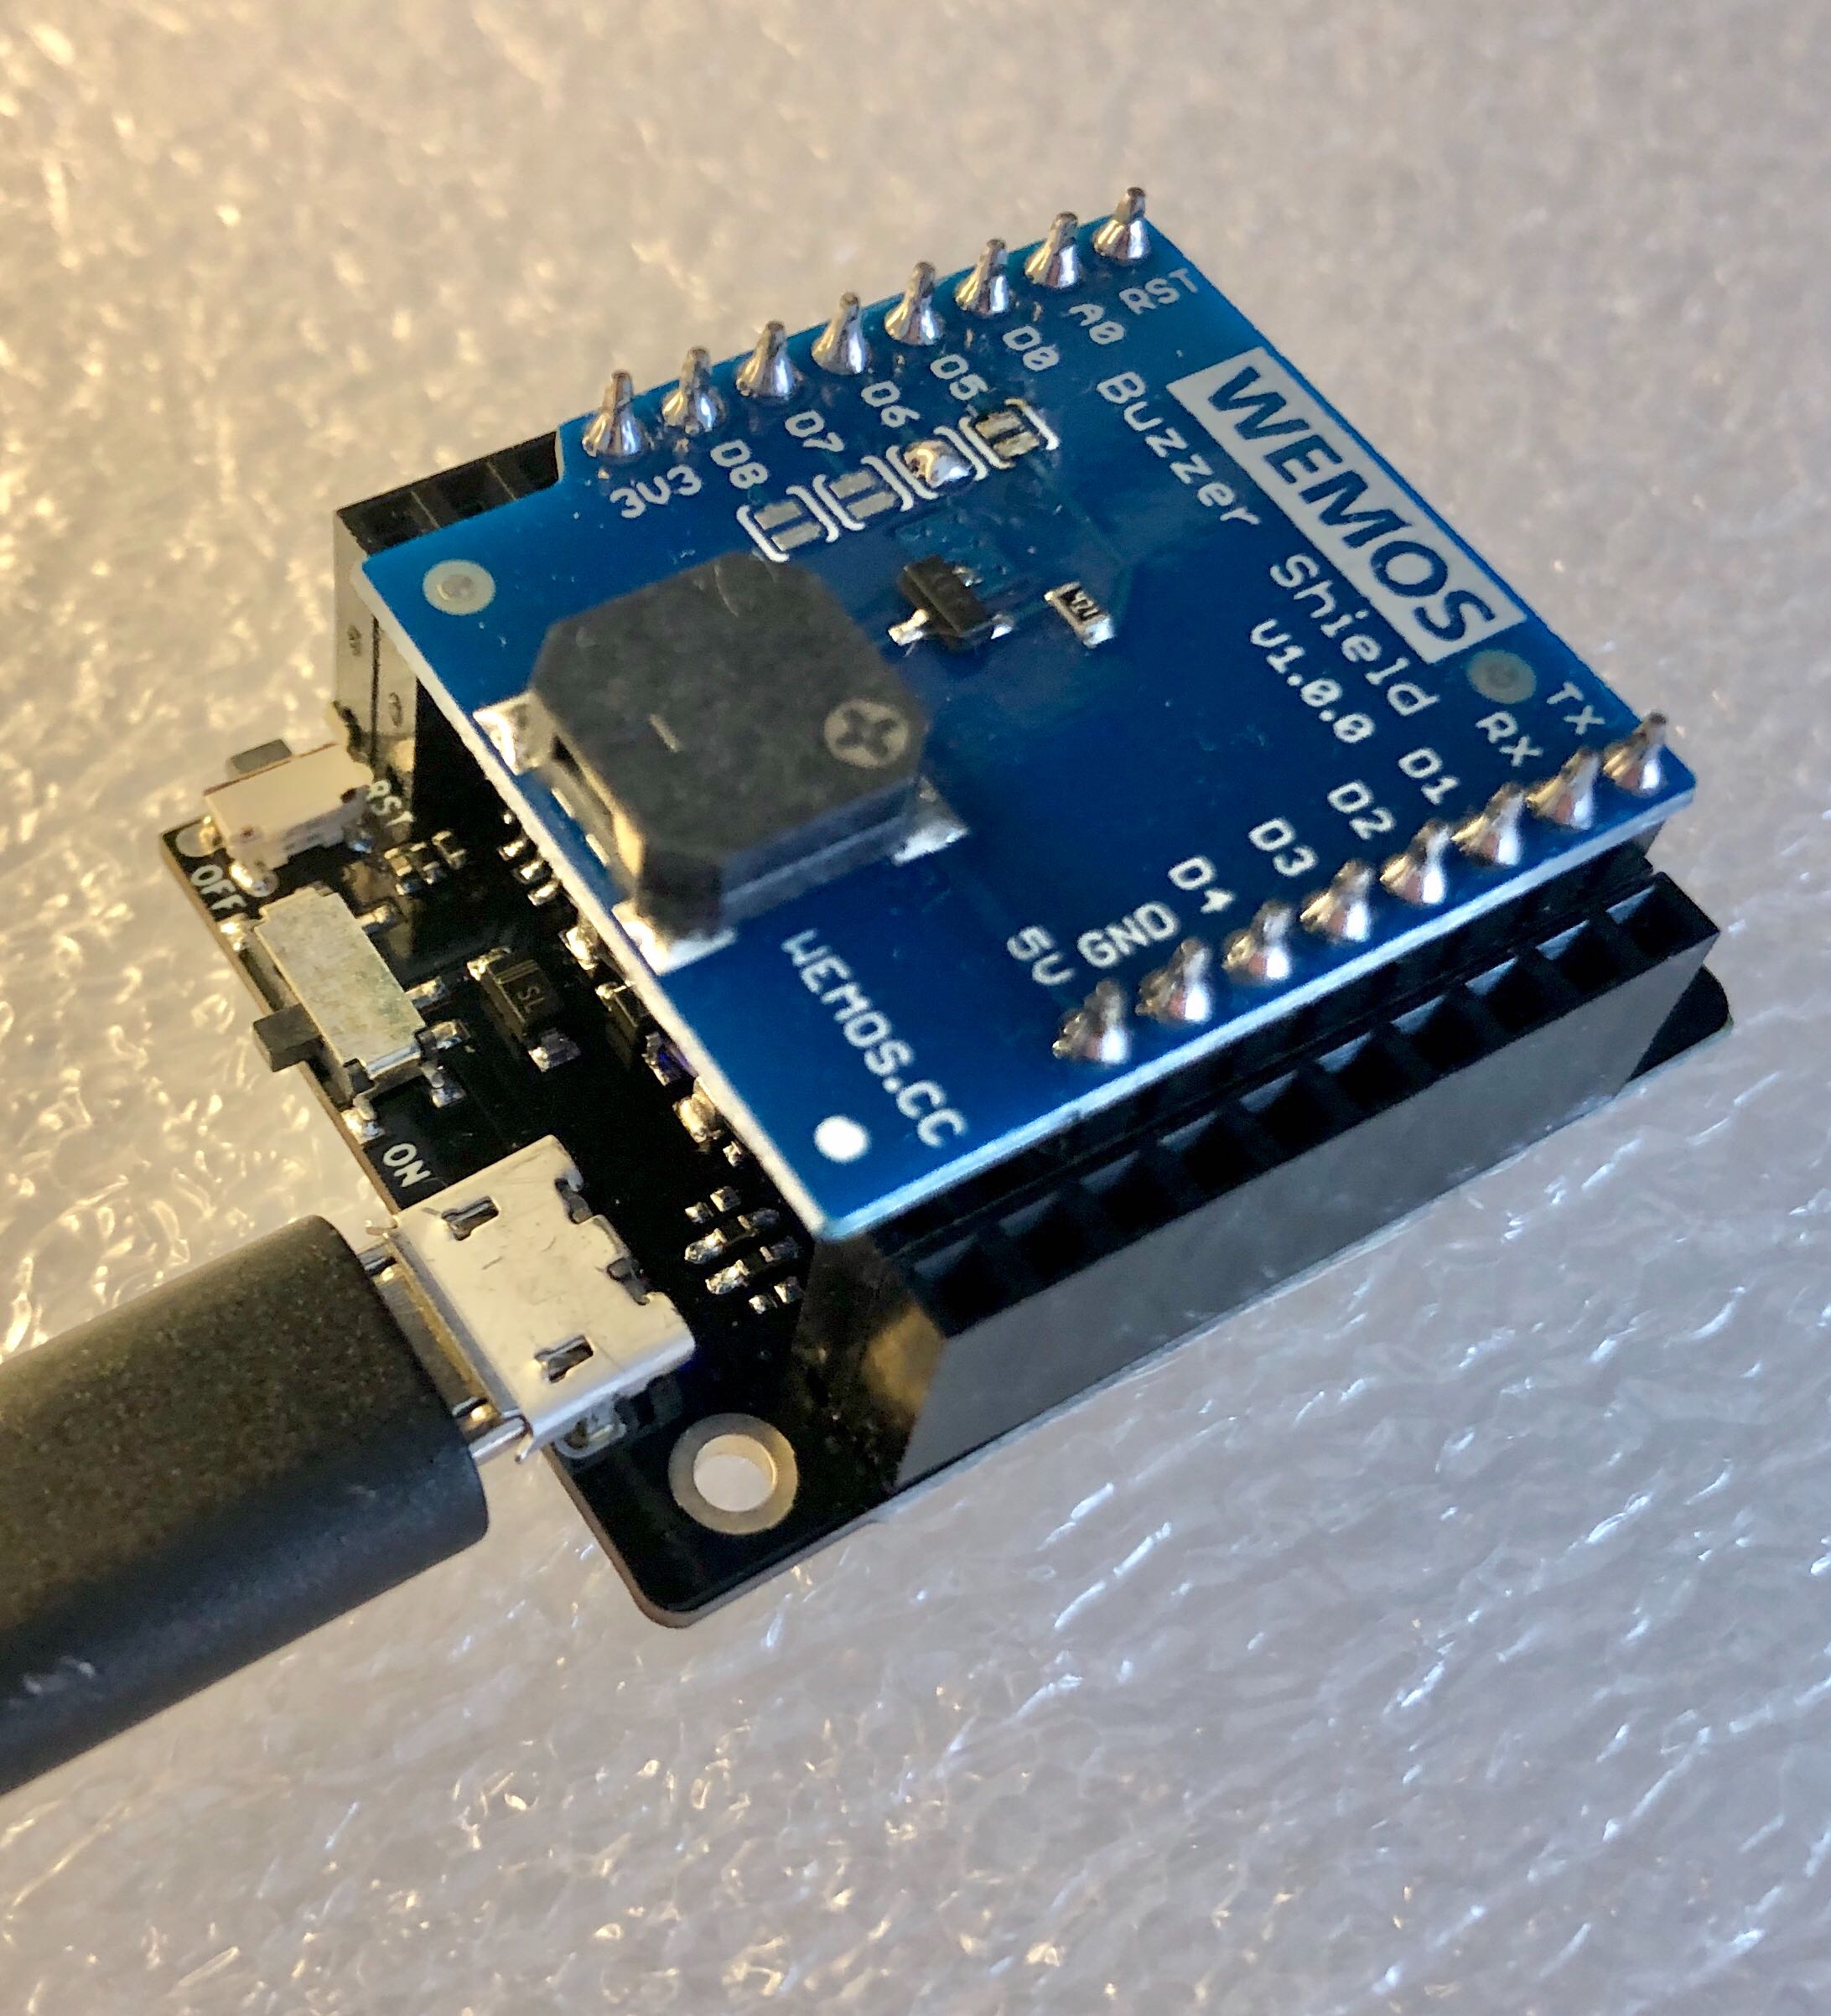 RST
A0
D0
D5
D6
D7
D8
3V3
WEMOS
Buzzer Shield
V1.0.0
TX
RX
D1
D2
D3
D4
GND
5V
WEMOS.CC
RST
OFF
ON
SL